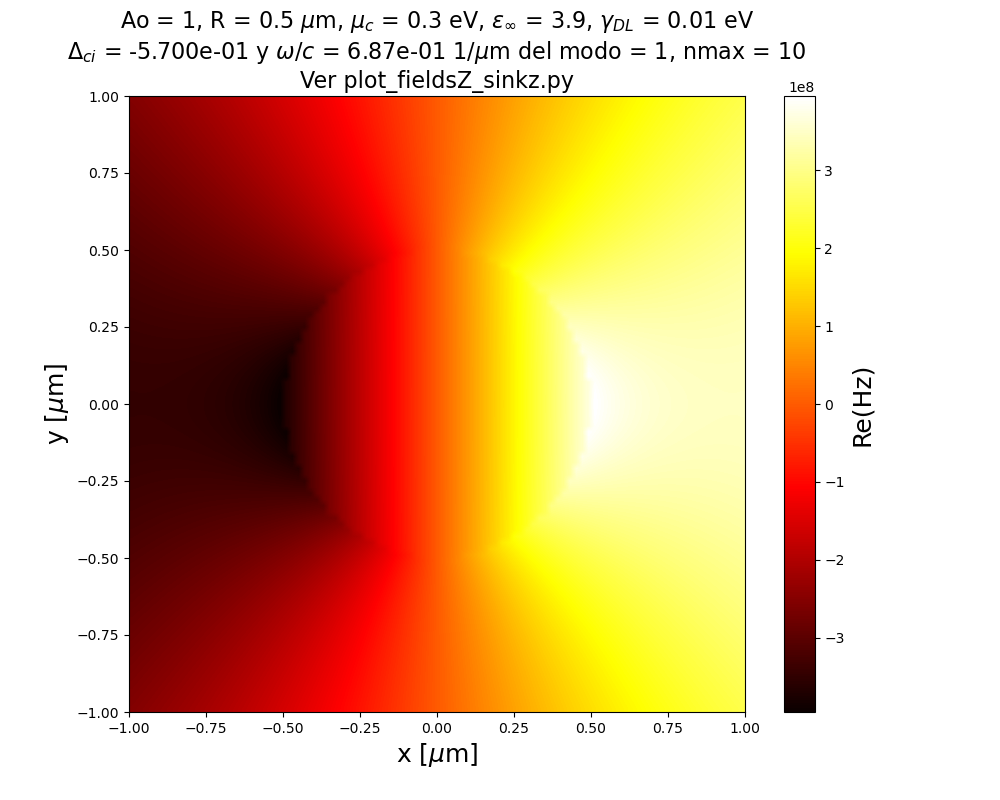 Ao = 1, R = 0.5 μm, μ_c = 0.3 eV, ε_∞ = 3.9, γ_DL = 0.01 eV
Δ_ci = -5.700e-01 y ω/c = 6.87e-01 1/μm del modo = 1, nmax = 10
Ver plot_fieldsZ_sinkz.py
1e8
1.00
0.75
0.50
0.25
0.00
−0.25
−0.50
−0.75
−1.00
y [μm]
−1.00 −0.75 −0.50 −0.25 0.00 0.25 0.50 0.75 1.00
x [μm]
3
2
1
0
−1
−2
−3
Re(Hz)